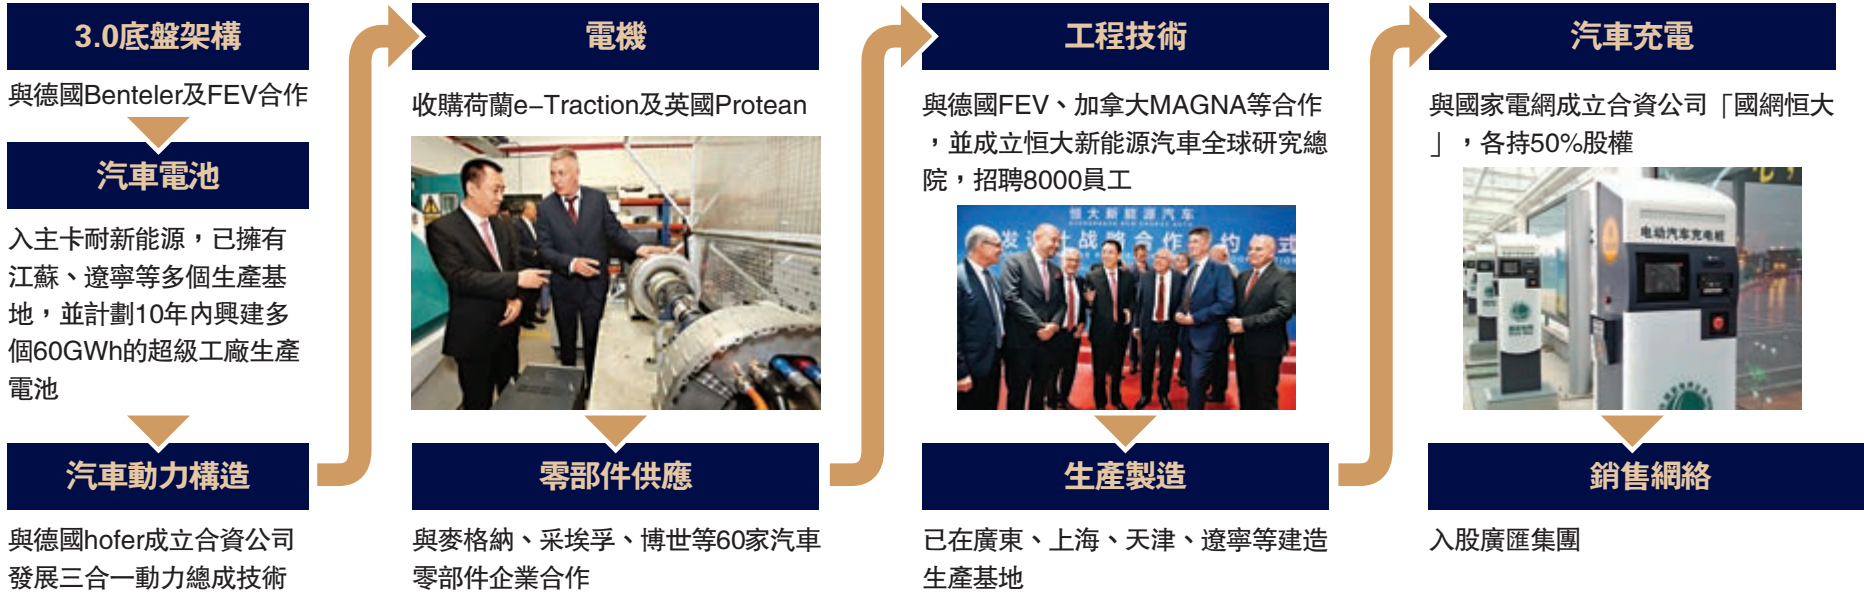 3.0底盤架構
與德國Benteler及FEV合作
汽車電池
入主卡耐新能源，已擁有
江蘇、遼寧等多個生產基
地，並計劃10年內興建多
個60GWh的超級工廠生產
電池
汽車動力構造
與德國hofer成立合資公司
發展三合一動力總成技術
電機
收購荷蘭e-Traction及英國Protean
零部件供應
與麥格納、采埃孚、博世等60家汽車
零部件企業合作
工程技術
與德國FEV、加拿大MAGNA等合作
，並成立恒大新能源汽車全球研究總
院，招聘8000員工
恒大新能源汽车
战略合作
生產製造
已在廣東、上海、天津、遼寧等建造
生產基地
汽車充電
與國家電網成立合資公司「國網恒大
」，各持50%股權
电动汽车充电桩
銷售網絡
入股廣匯集團